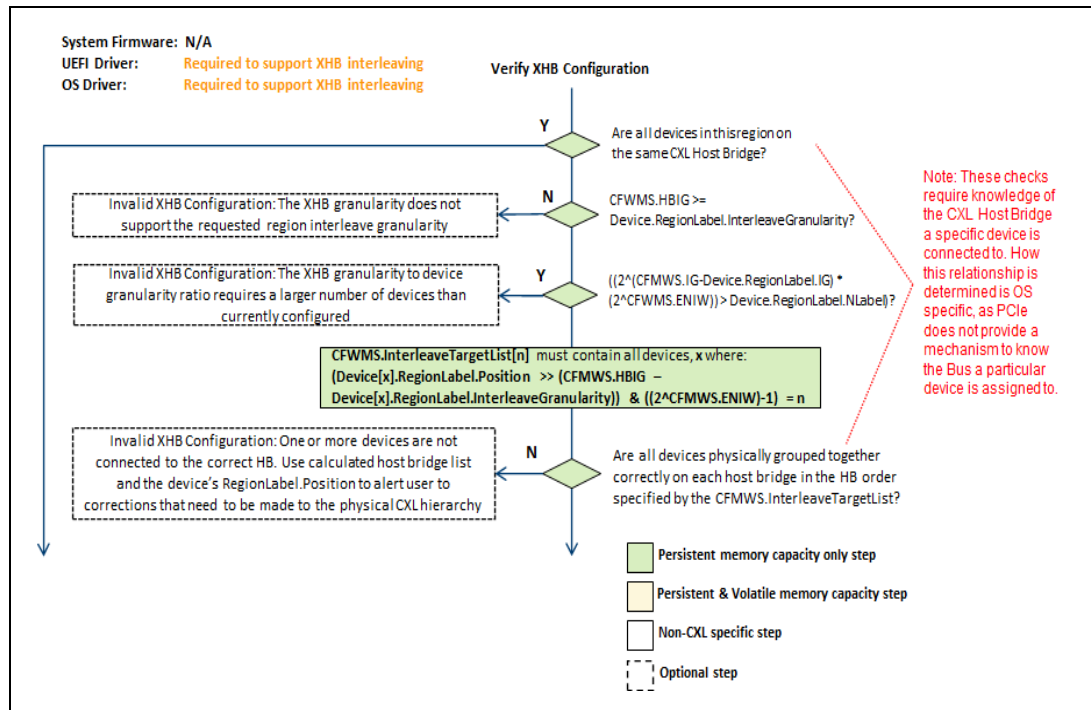 System Firmware: N/A
UEFI Driver: Required to support XHB interleaving
OS Driver: Required to support XHB interleaving
Verify XHB Configuration
Y
Are all devices in thisregion on
the same CXL Host Bridge?
Invalid XHB Configuration: The XHB granularity does not
support the requested region interleave granularity
N
CFWMS.HBIG >=
Device.RegionLabel.InterleaveGranularity?
Invalid XHB Configuration: The XHB granularity to device
granularity ratio requires a larger number of devices than
currently configured
Y
((2^(CFMWS.IG-Device.RegionLabel.IG) *
(2^CFWMS.ENIW)) > Device.RegionLabel.NLabel)?
CFWMS.InterleaveTargetList[n] must contain all devices, x where:
(Device[x].RegionLabel.Position >> (CFMWS.HBIG –
Device[x].RegionLabel.InterleaveGranularity)) & ((2^CFMWS.ENIW)-1) = n
Invalid XHB Configuration: One or more devices are not
connected to the correct HB. Use calculated host bridge list
and the device's RegionLabel.Position to alert user to
corrections that need to be made to the physical CXL hierarchy
N
Are all devices physically grouped together
correctly on each host bridge in the HB order
specified by the CFMWS.InterleaveTargetList?
Note: These checks
require knowledge of
the CXL Host Bridge
a specific device is
connected to. How
this relationship is
determined is OS
specific, as PCIe
does not provide a
mechanism to know
the Bus a particular
device is assigned to.
Persistent memory capacity only step
Persistent & Volatile memory capacity step
Non-CXL specific step
Optional step